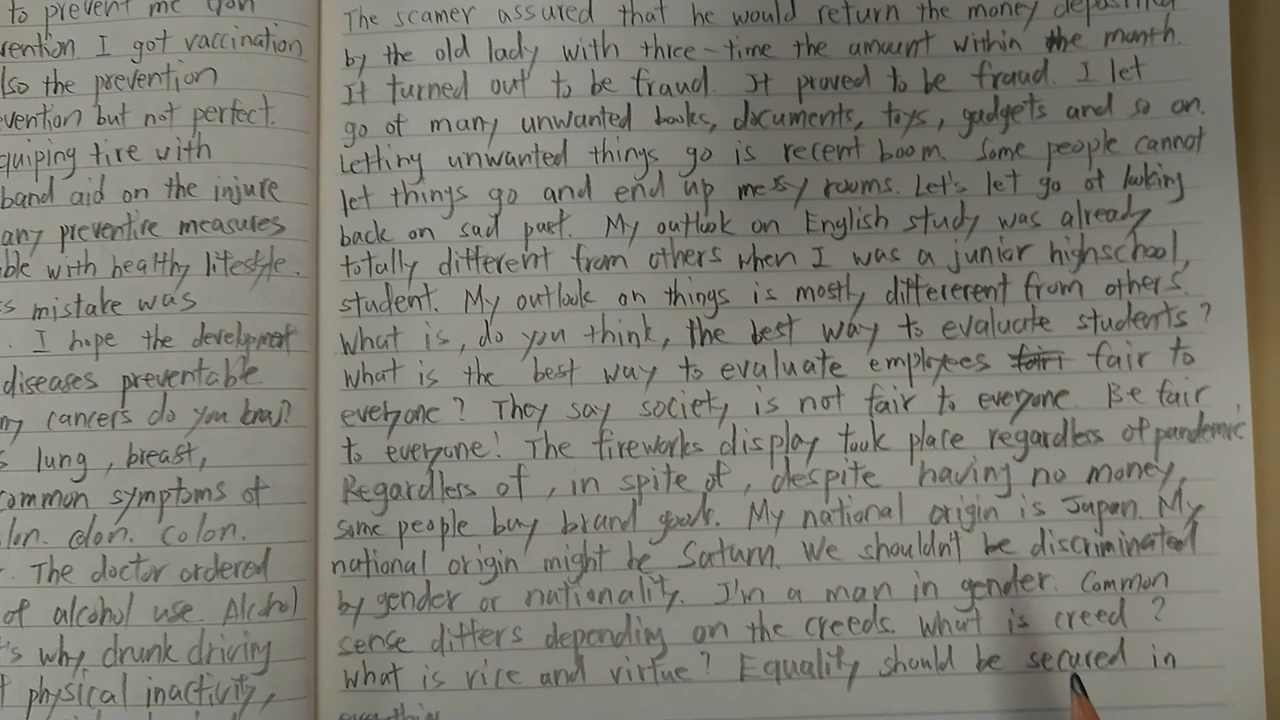 to prevent me
vention I got vaccination
lso the prevention
vention but not perfect.
quiping tire with
band aid on the injure
any preventive measures
ble with healthy lifestyle.
s mistake was
. I hope the development
diseases preventable
ny cancers do you know?
s lung, breast,
ommon symptoms of
lon. olon. Colon.
. The doctor ordered
of alcohol use. Alcohol
's why drunk driving
physical inactivity,
The scamer assured that he would return the money deposited
by the old lady with thice-time the amount within the month.
It turned out to be fraud. It proved to be fraud. I let
go of many unwanted books, documents, toys, gadgets and so on.
Letting unwanted things go is recent boom. Some people cannot
let things go and end up messy rooms. Let's let go of looking
back on sad past. My outlook on English study was already
totally different from others when I was a junior highschool,
student. My outlook on things is mostly differerent from others'.
What is, do you think, the best way to evaluate students?
What is the best way to evaluate employees fair to
everyone? They say society is not fair to everyone. Be fair
to everyone! The fireworks display took place regardless of pandemic
Regardless of, in spite of, despite having no money,
some people buy brand goods. My national origin is Japan. My
national origin might be Saturn. We shouldn't be discriminated
by gender or nationality. I'm a man in gender. Common
sense differs depending on the creeds. What is creed?
What is vice and virtue? Equality should be secured in
everything